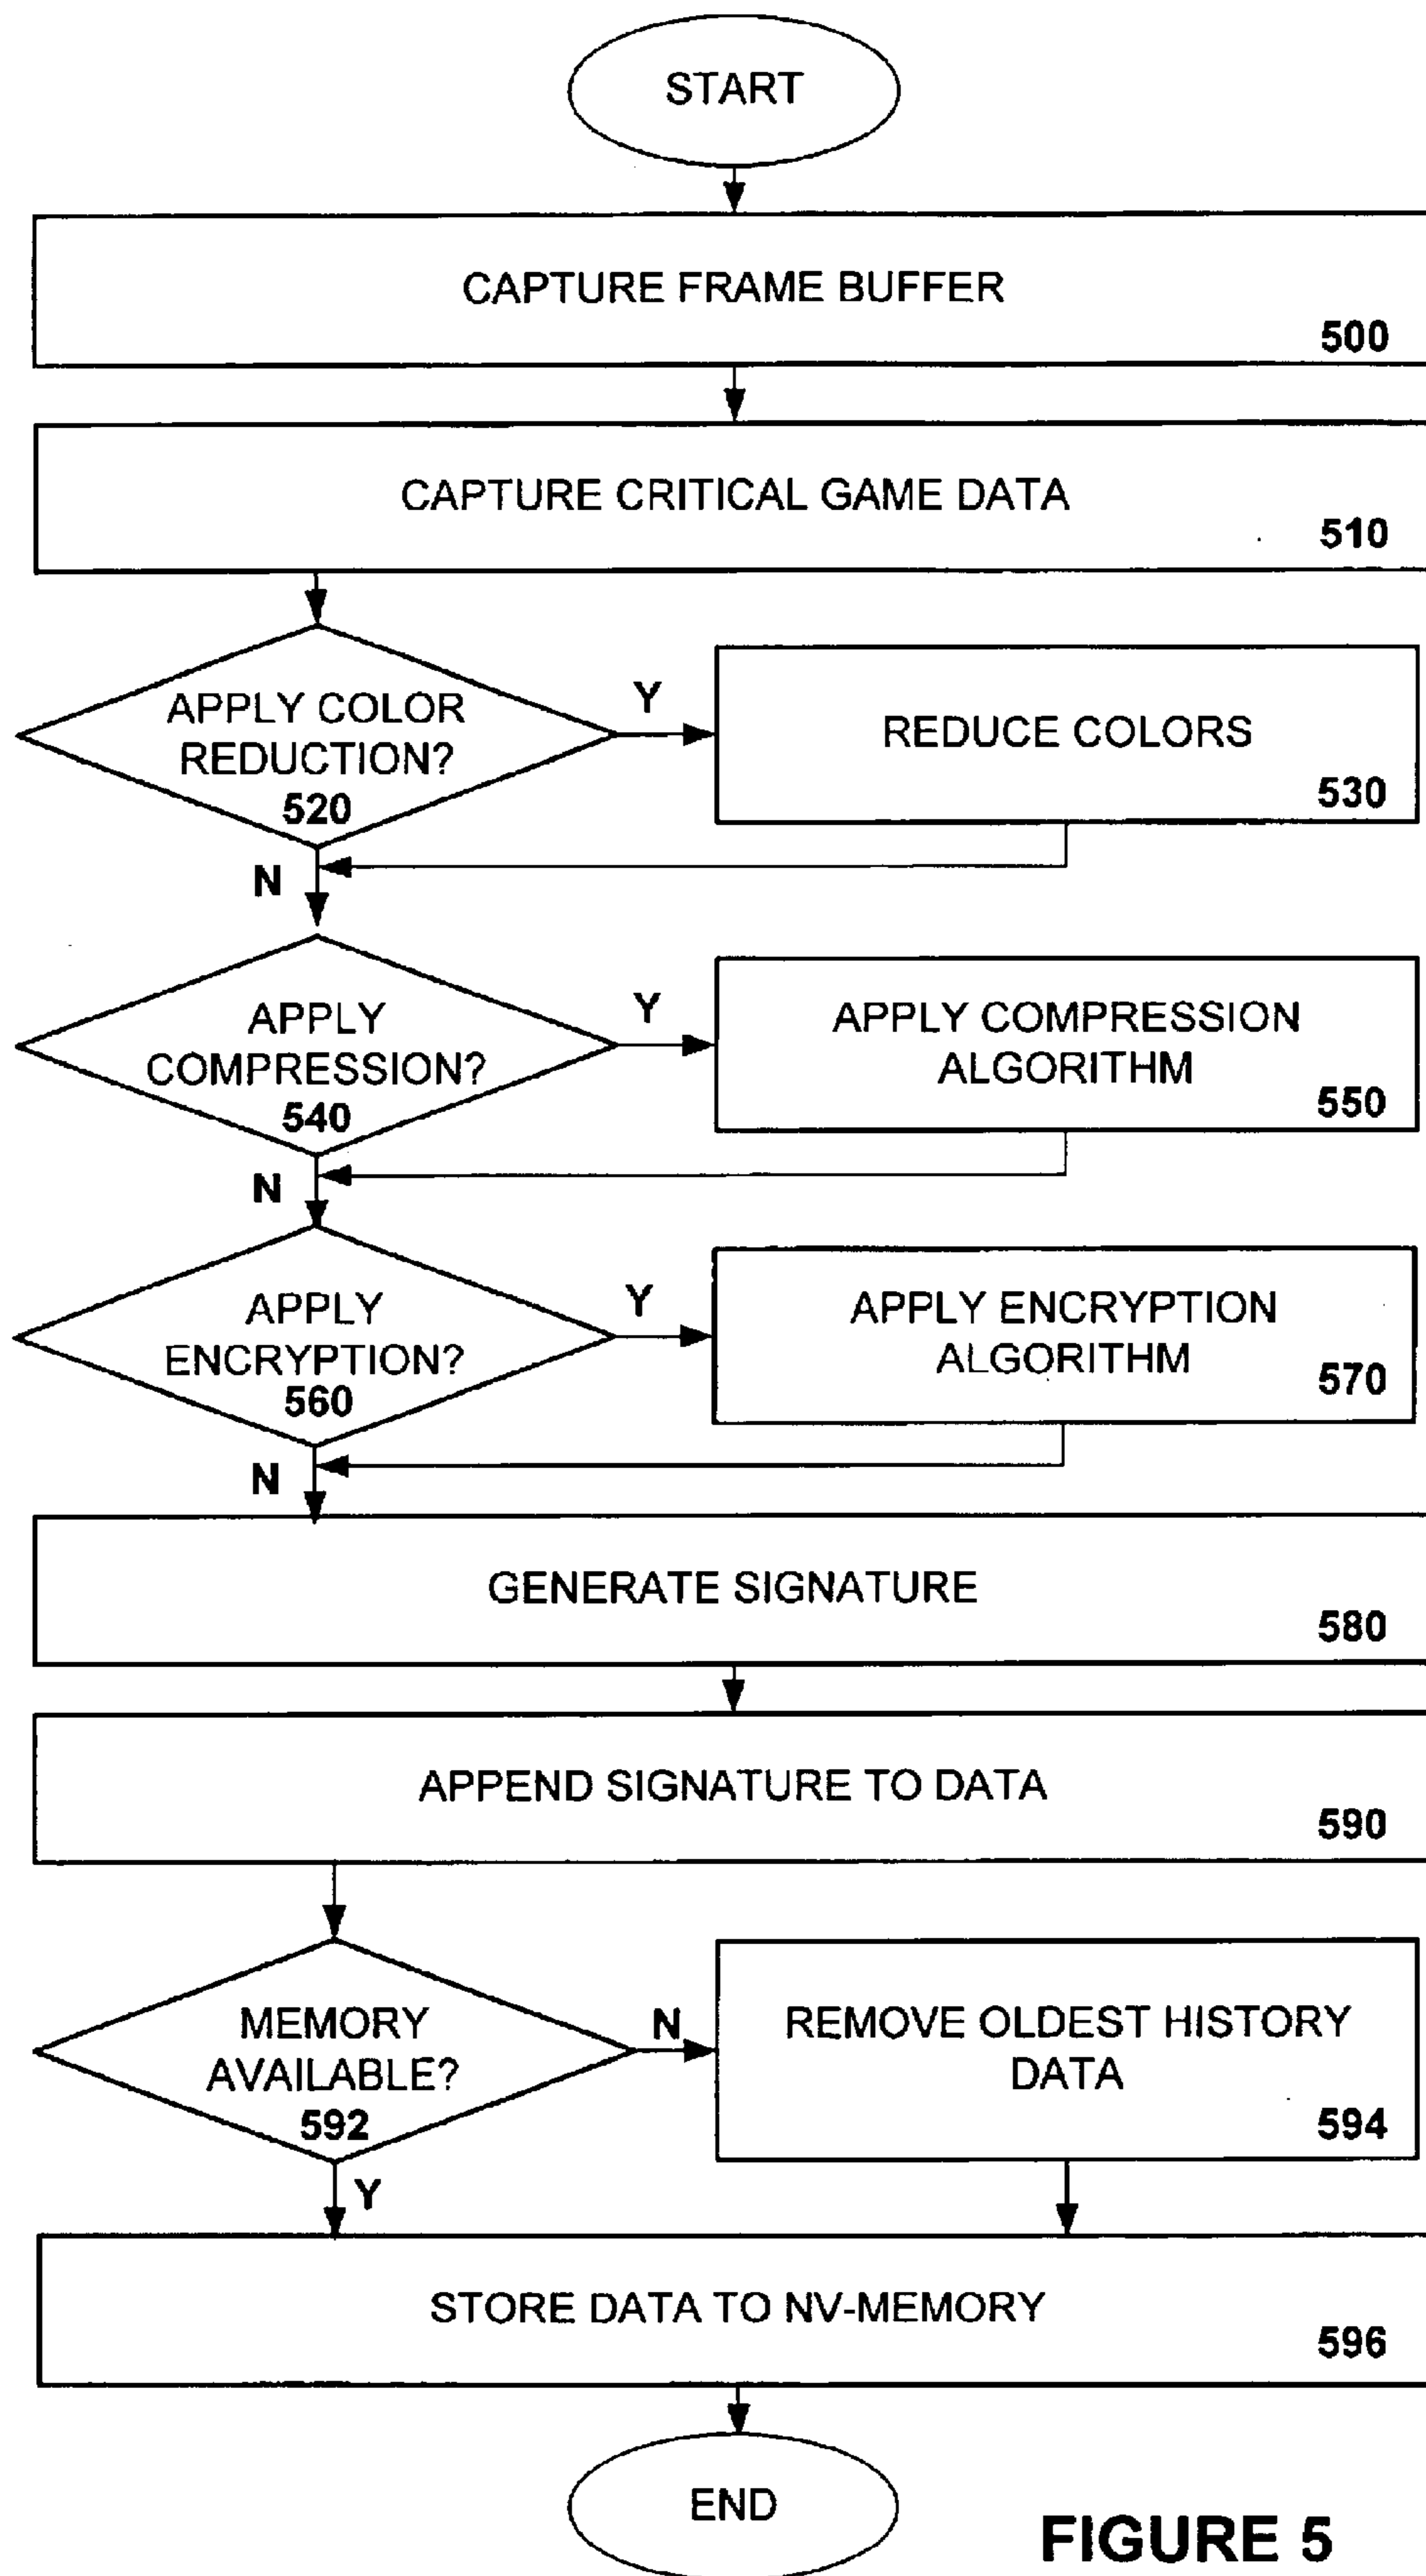 START
CAPTURE FRAME BUFFER
500
CAPTURE CRITICAL GAME DATA
510
APPLY COLOR
REDUCTION?
520
Y
REDUCE COLORS
530
N
APPLY
COMPRESSION?
540
Y
APPLY COMPRESSION
ALGORITHM
550
N
APPLY
ENCRYPTION?
560
Y
APPLY ENCRYPTION
ALGORITHM
570
N
GENERATE SIGNATURE
580
APPEND SIGNATURE TO DATA
590
MEMORY
AVAILABLE?
592
N
REMOVE OLDEST HISTORY
DATA
594
Y
STORE DATA TO NV-MEMORY
596
END
FIGURE 5